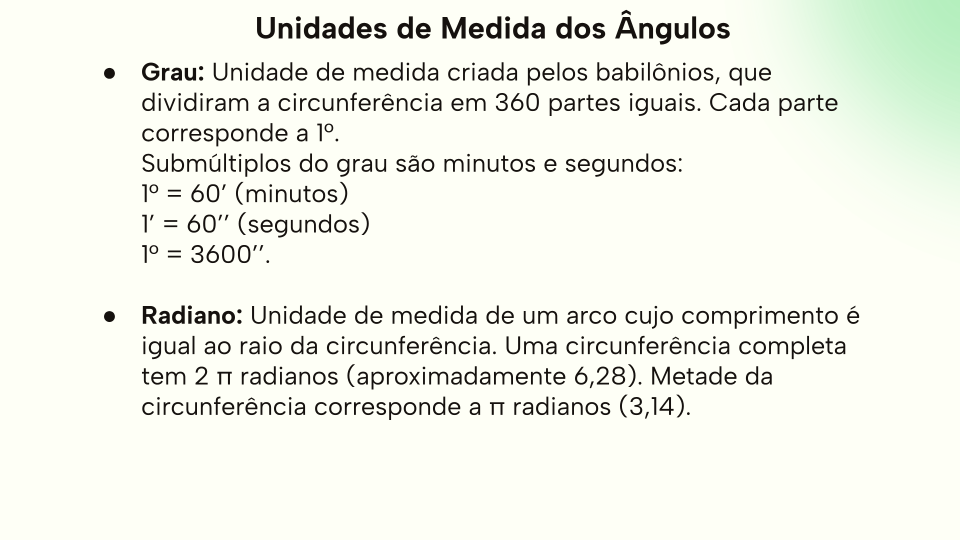 Unidades de Medida dos Ângulos
● Grau: Unidade de medida criada pelos babilônios, que
dividiram a circunferência em 360 partes iguais. Cada parte
corresponde a 1º.
Submúltiplos do grau são minutos e segundos:
1º = 60’ (minutos)
1’ = 60’’ (segundos)
1º = 3600’’.
● Radiano: Unidade de medida de um arco cujo comprimento é
igual ao raio da circunferência. Uma circunferência completa
tem 2 π radianos (aproximadamente 6,28). Metade da
circunferência corresponde a π radianos (3,14).